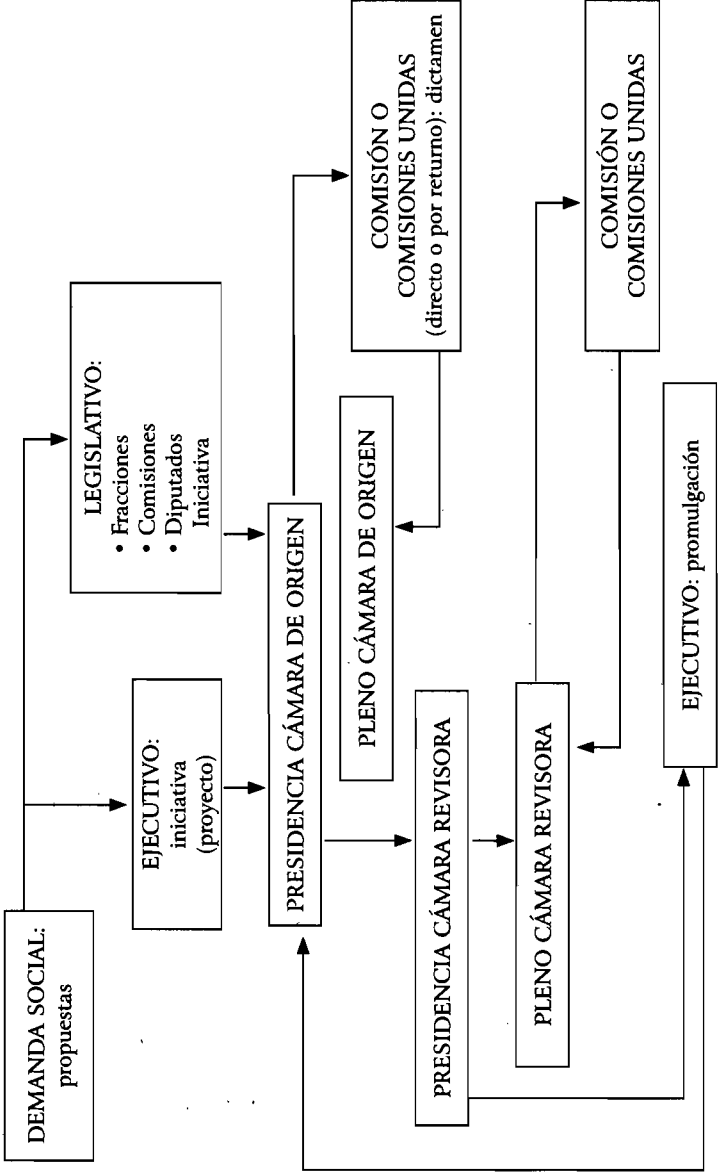 DEMANDA SOCIAL:
propuestas
EJECUTIVO:
iniciativa
(proyecto)
LEGISLATIVO:
• Fracciones
• Comisiones
• Diputados
Iniciativa
PRESIDENCIA CÁMARA DE ORIGEN
COMISIÓN O
COMISIONES UNIDAS
(directo o por returno): dictamen
PLENO CÁMARA DE ORIGEN
PRESIDENCIA CÁMARA REVISORA
PLENO CÁMARA REVISORA
COMISIÓN O
COMISIONES UNIDAS
EJECUTIVO: promulgación